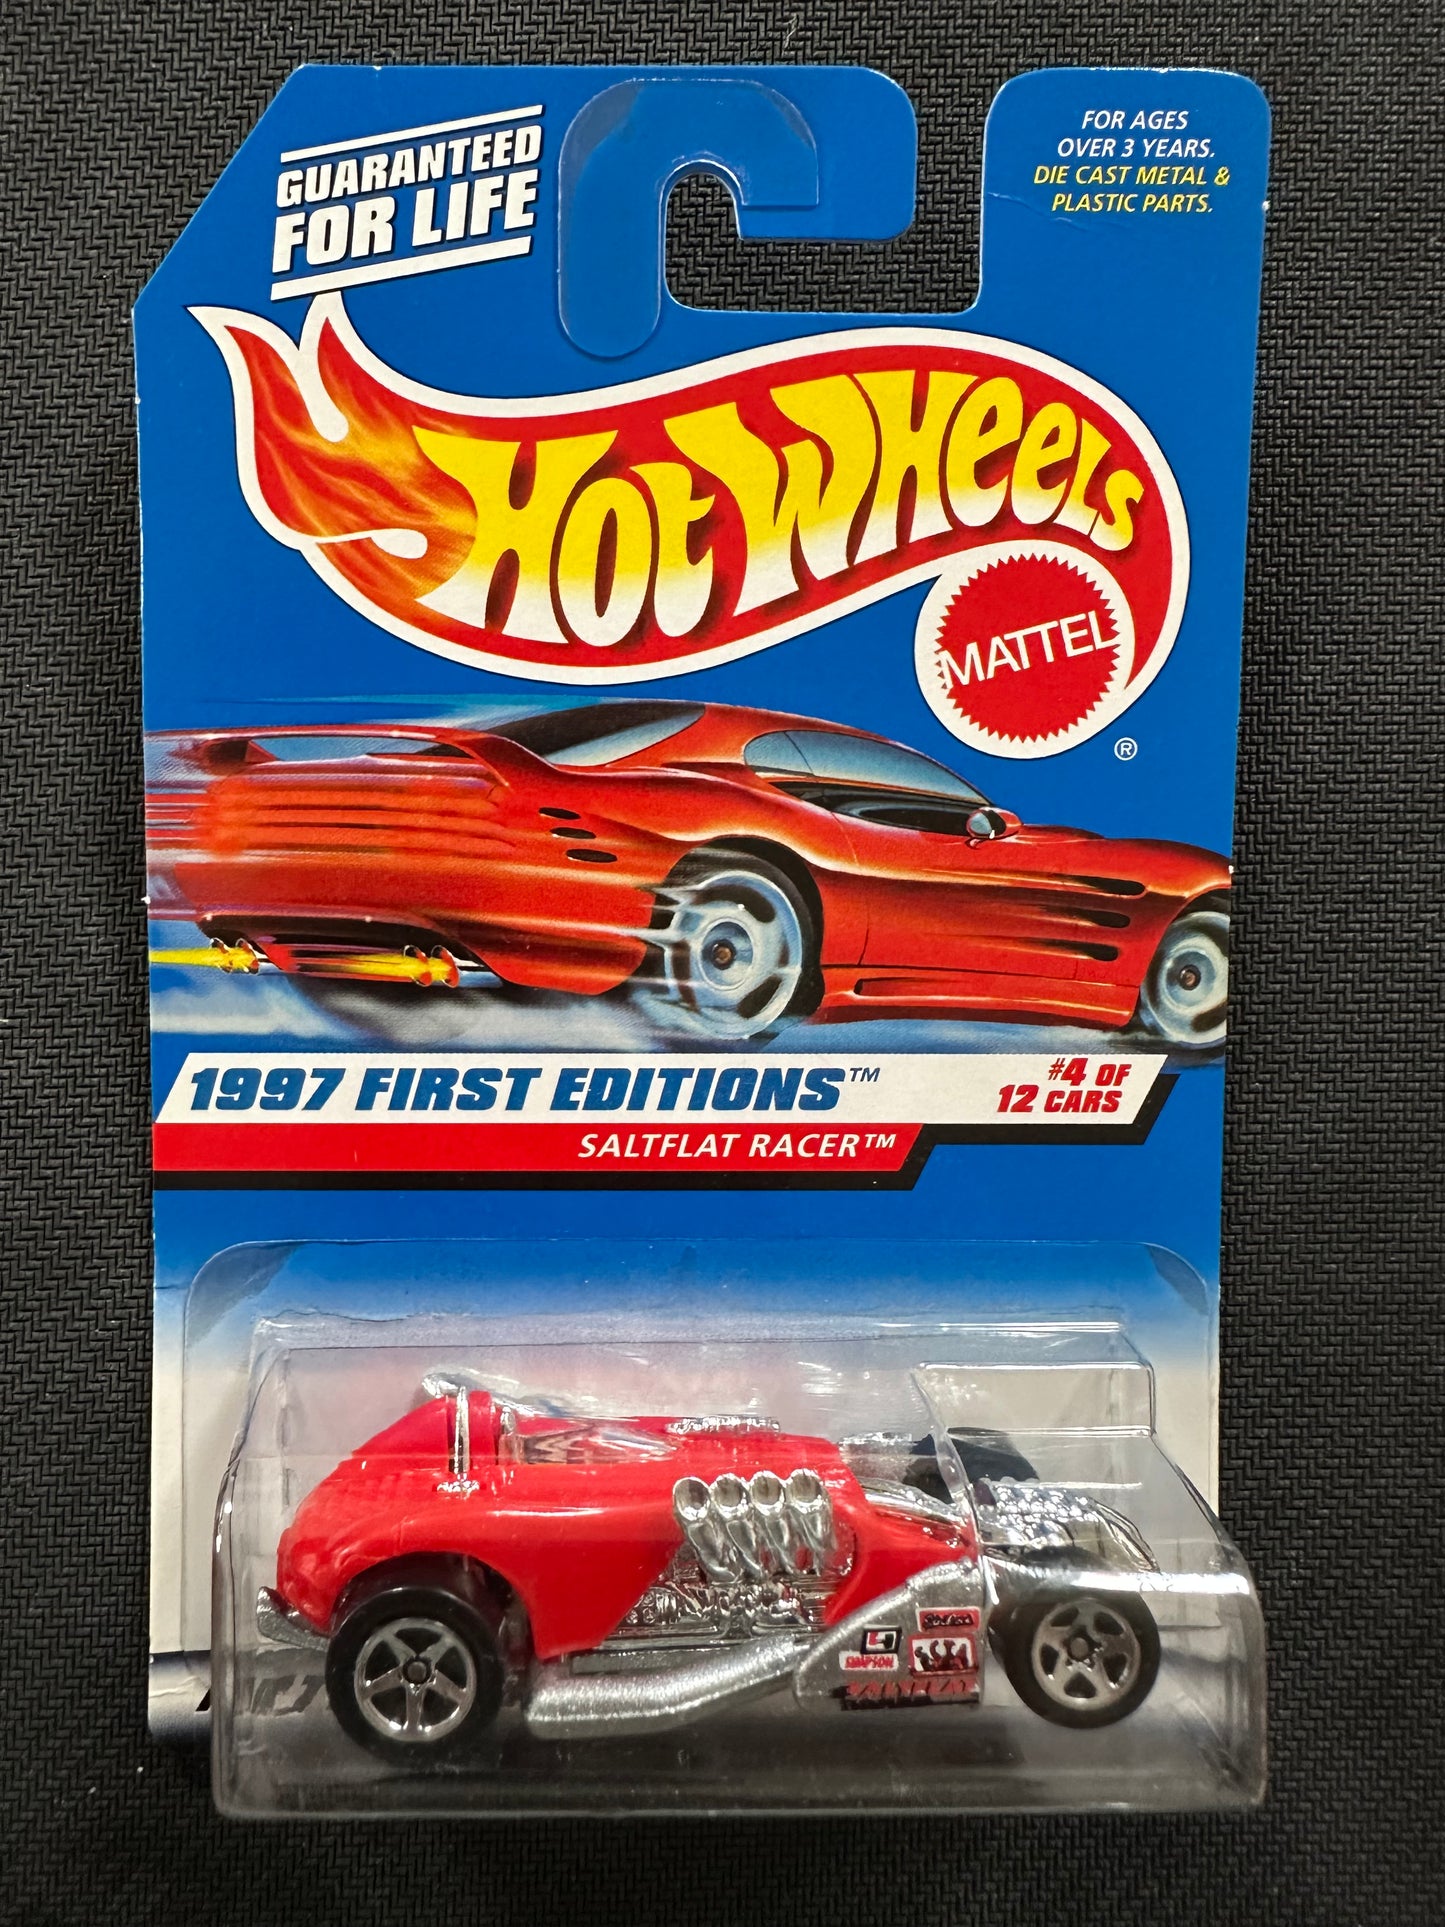 GUARANTEED
FOR LIFE
FOR AGES
OVER 3 YEARS.
DIE CAST METAL &
PLASTIC PARTS.
HOT WHEELS
MATTEL
®
1997 FIRST EDITIONS™
#4 OF
12 CARS
SALTFLAT RACER™
SIMPSON